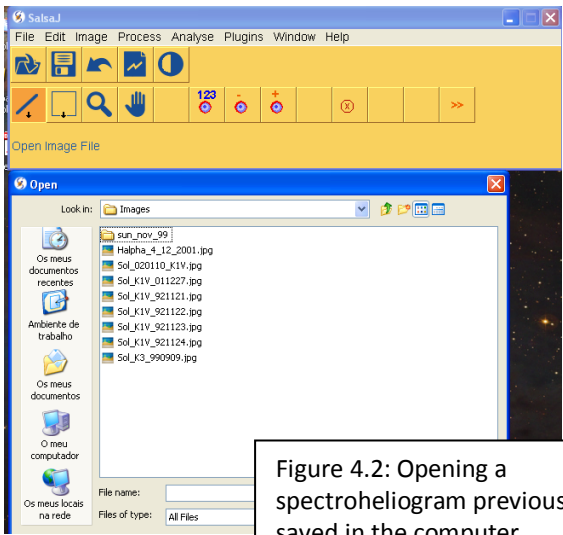 SalsaJ
File Edit Image Process Analyse Plugins Window Help
123
- +
x
>>
Open Image File
Open
Look in: Images
Os meus
documentos
recentes
Ambiente de
trabalho
Os meus
documentos
O meu
computador
Os meus locais
na rede
sun_nov_99
Halpha_4_12_2001.jpg
Sol_020110_K1V.jpg
Sol_K1V_011227.jpg
Sol_K1V_921121.jpg
Sol_K1V_921122.jpg
Sol_K1V_921123.jpg
Sol_K1V_921124.jpg
Sol_K3_990909.jpg
File name:
Files of type: All Files
Figure 4.2: Opening a
spectroheliogram previous
saved in the computer